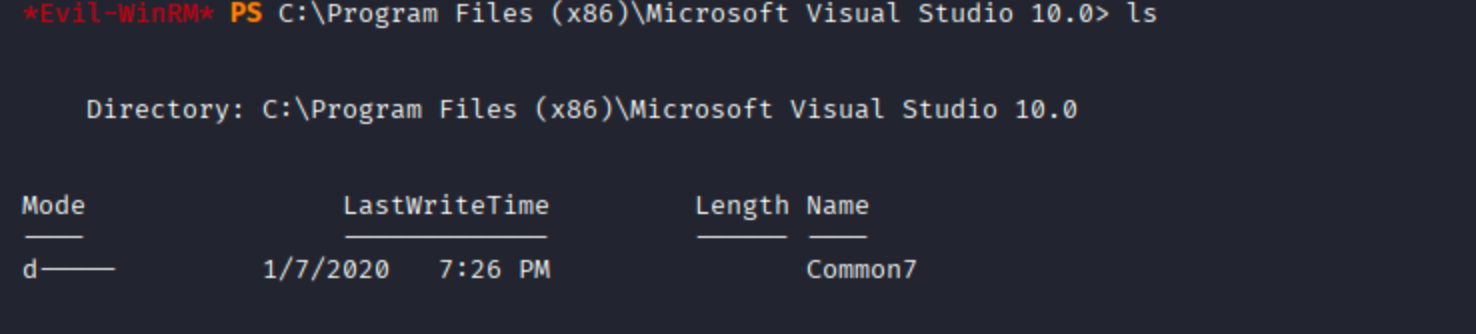 *Evil-WinRM* PS C:\Program Files (x86)\Microsoft Visual Studio 10.0> ls
Directory: C:\Program Files (x86)\Microsoft Visual Studio 10.0
Mode LastWriteTime Length Name
---- ------------- ------ ----
d----- 1/7/2020 7:26 PM Common7